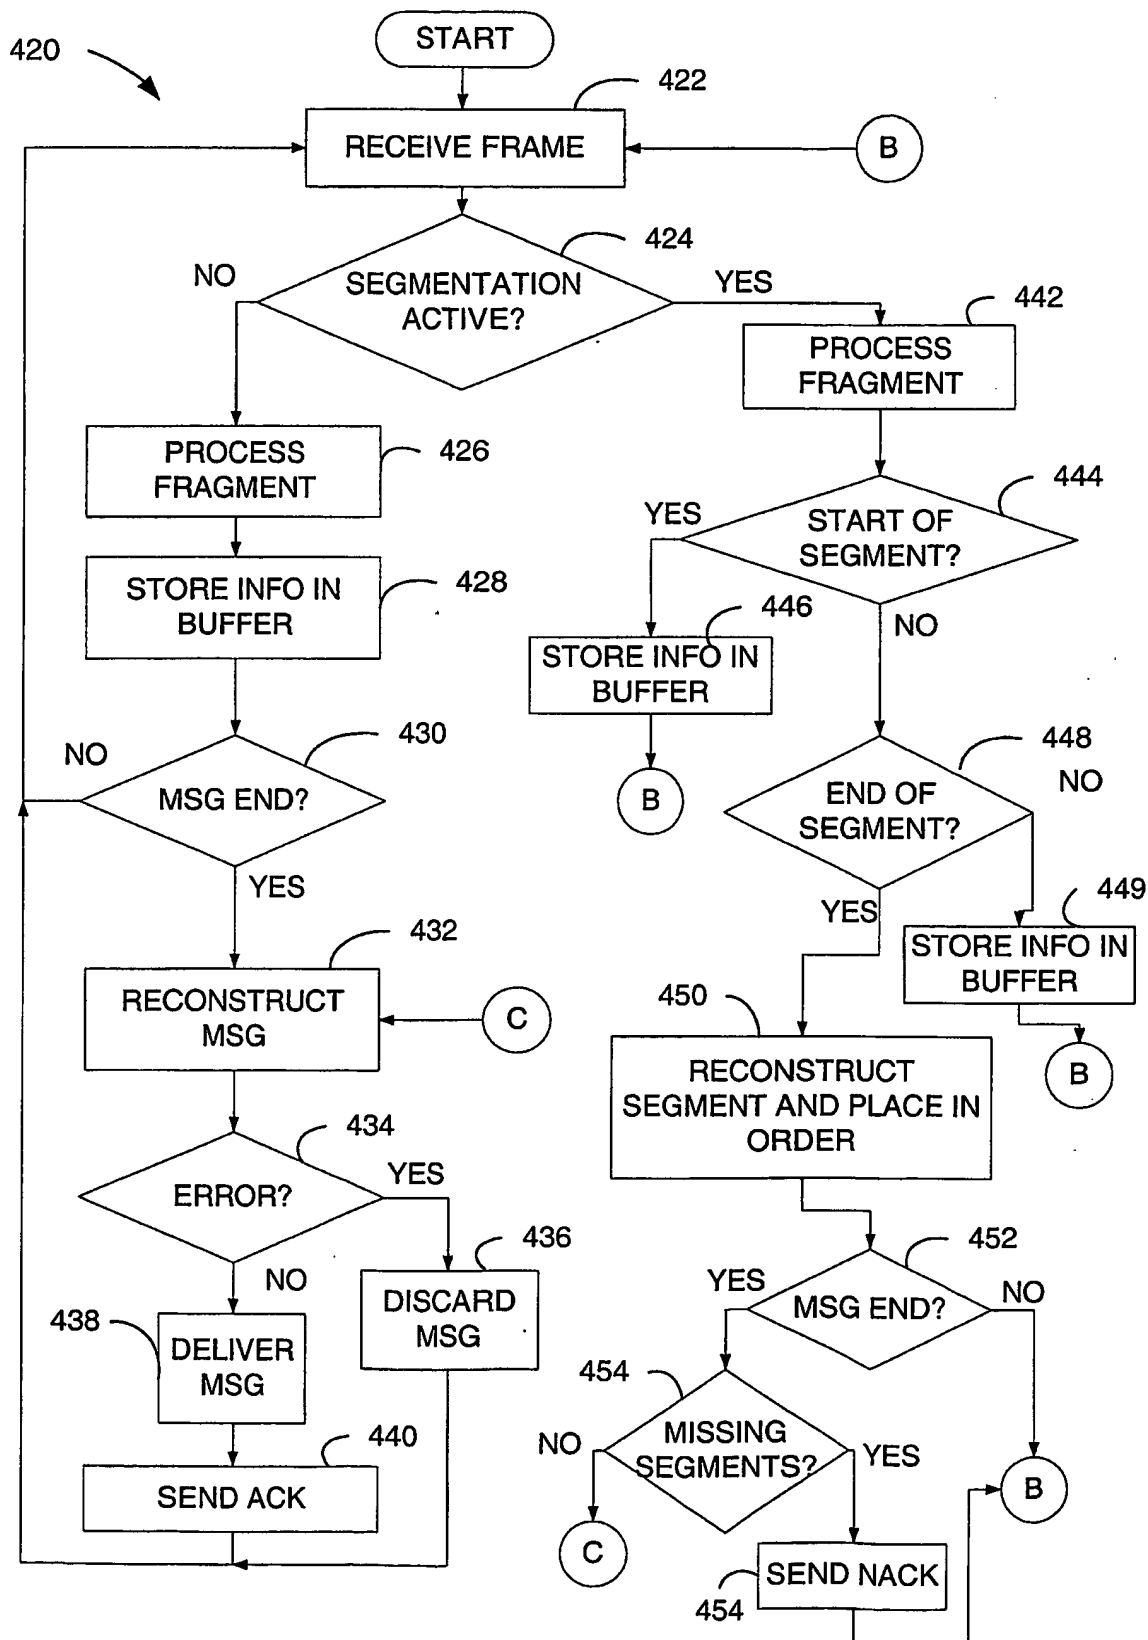 420
START
422
RECEIVE FRAME
B
424
NO
SEGMENTATION
ACTIVE?
YES
442
PROCESS
FRAGMENT
PROCESS
FRAGMENT
426
444
YES
START OF
SEGMENT?
STORE INFO IN
BUFFER
428
446
NO
STORE INFO IN
BUFFER
430
NO
MSG END?
B
448
NO
END OF
SEGMENT?
YES
449
YES
STORE INFO IN
BUFFER
432
RECONSTRUCT
MSG
C
450
B
RECONSTRUCT
SEGMENT AND PLACE IN
ORDER
434
YES
ERROR?
436
452
NO
YES
MSG END?
NO
DISCARD
MSG
438
DELIVER
MSG
454
NO
MISSING
SEGMENTS?
YES
440
SEND ACK
B
C
SEND NACK
454